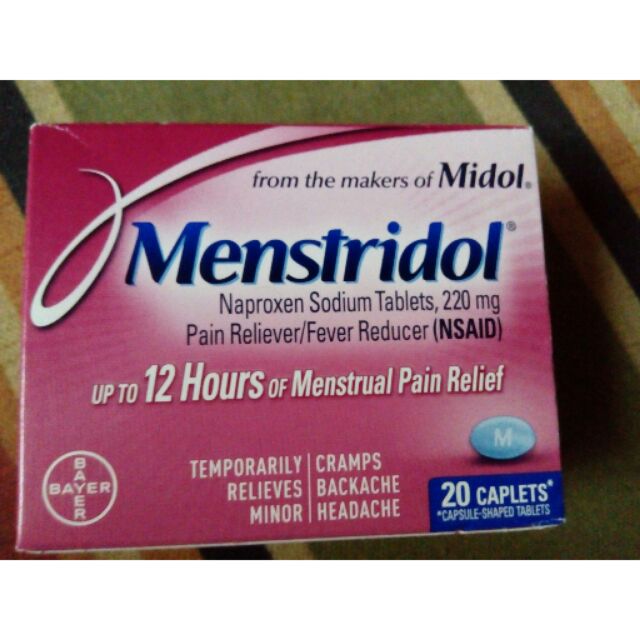 from the makers of Midol®
Menstridol®
Naproxen Sodium Tablets, 220 mg
Pain Reliever/Fever Reducer (NSAID)
UP TO 12 Hours OF Menstrual Pain Relief
M
BAYER
BAYER
TEMPORARILY
RELIEVES
MINOR
CRAMPS
BACKACHE
HEADACHE
20 CAPLETS*
*CAPSULE-SHAPED TABLETS